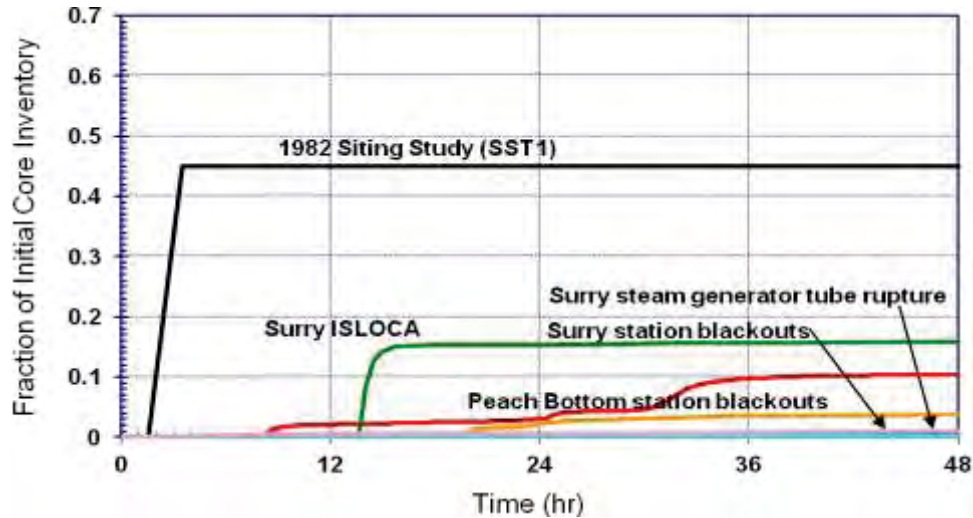 0.7
0.6
0.5
0.4
0.3
0.2
0.1
0
Fraction of Initial Core Inventory
1982 Siting Study (SST1)
Surry steam generator tube rupture
Surry ISLOCA
Surry station blackouts
Peach Bottom station blackouts
0 12 24 36 48
Time (hr)